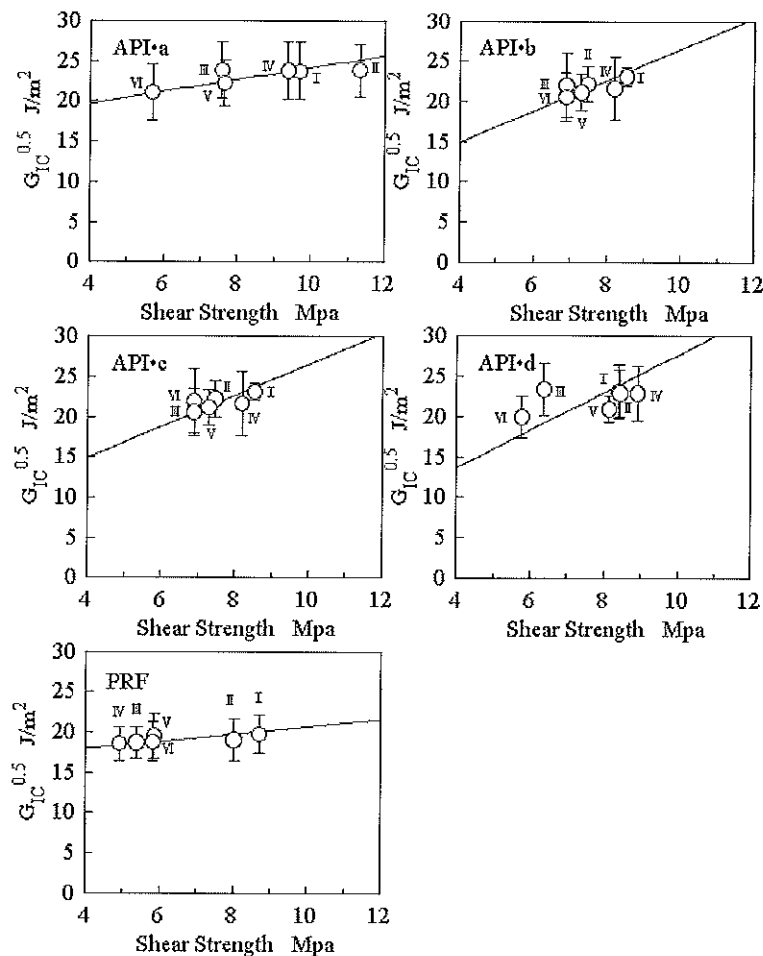 API•a
30
25
20
15
10
5
0
G_IC^0.5 J/m²
VI
III
V
IV
I
II
4 6 8 10 12
Shear Strength Mpa
API•b
30
25
20
15
10
5
0
G_IC^0.5 J/m²
III
VI
II
V
IV
I
4 6 8 10 12
Shear Strength Mpa
API•c
30
25
20
15
10
5
0
G_IC^0.5 J/m²
VI
III
V
II
IV
I
4 6 8 10 12
Shear Strength Mpa
API•d
30
25
20
15
10
5
0
G_IC^0.5 J/m²
VI
III
I
V
II
IV
4 6 8 10 12
Shear Strength Mpa
PRF
30
25
20
15
10
5
0
G_IC^0.5 J/m²
IV
III
V
VI
II
I
4 6 8 10 12
Shear Strength Mpa